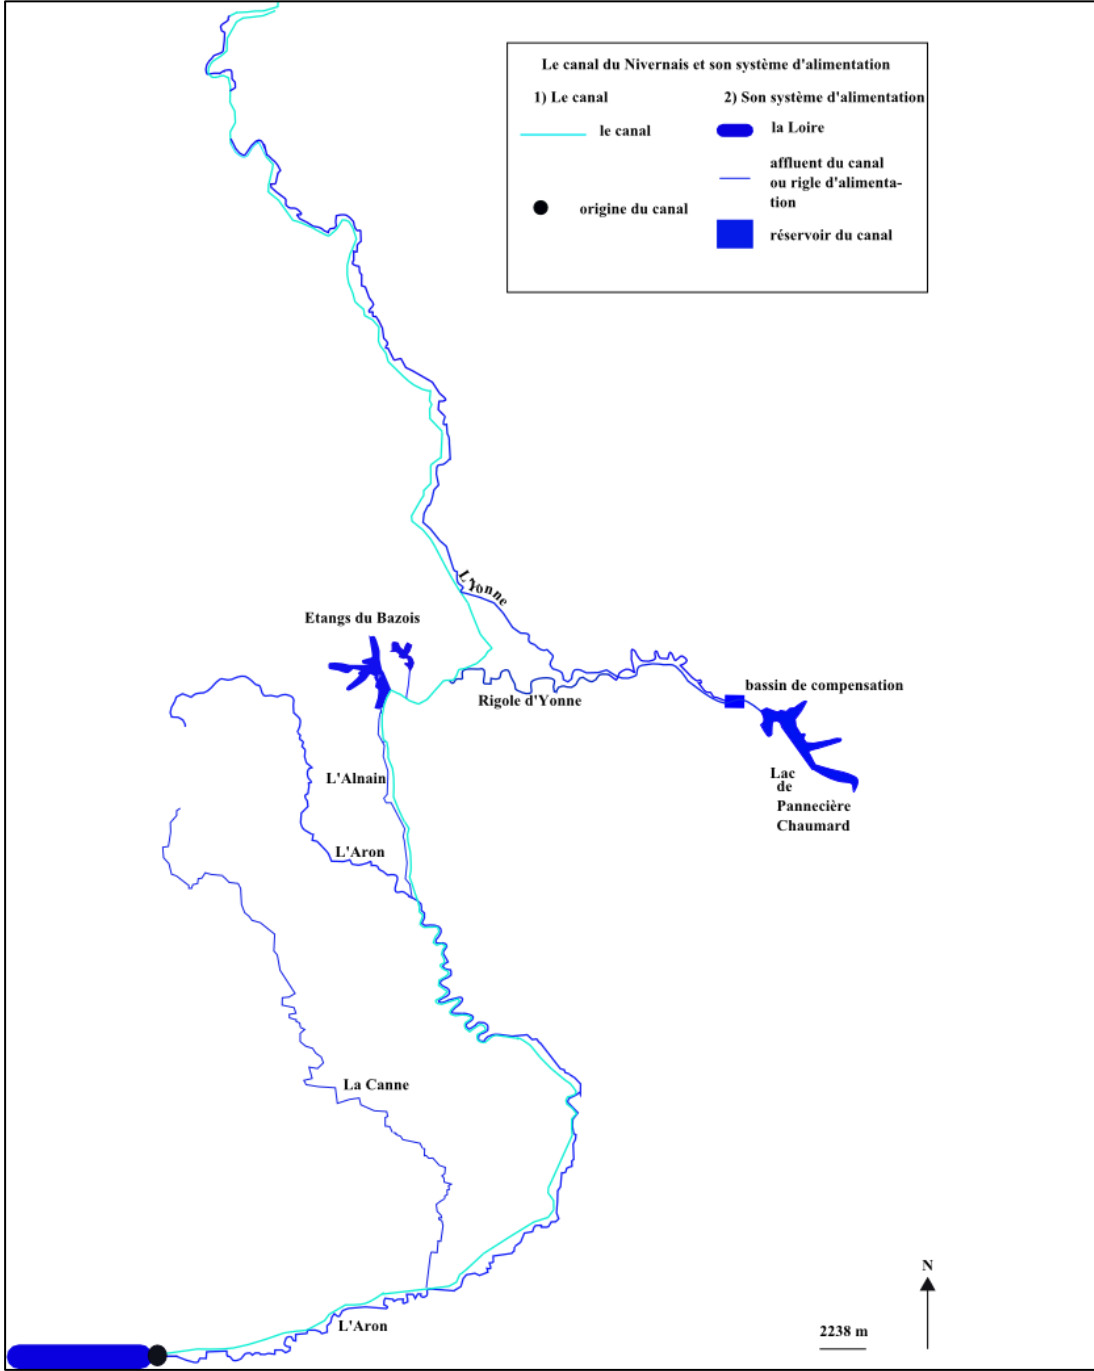 Le canal du Nivernais et son système d'alimentation
1) Le canal
2) Son système d'alimentation
le canal
la Loire
affluent du canal
ou rigle d'alimenta-
tion
origine du canal
réservoir du canal
L'Yonne
Etangs du Bazois
Rigole d'Yonne
bassin de compensation
Lac
de
Pannecière
Chaumard
L'Alnain
L'Aron
La Canne
L'Aron
N
2238 m